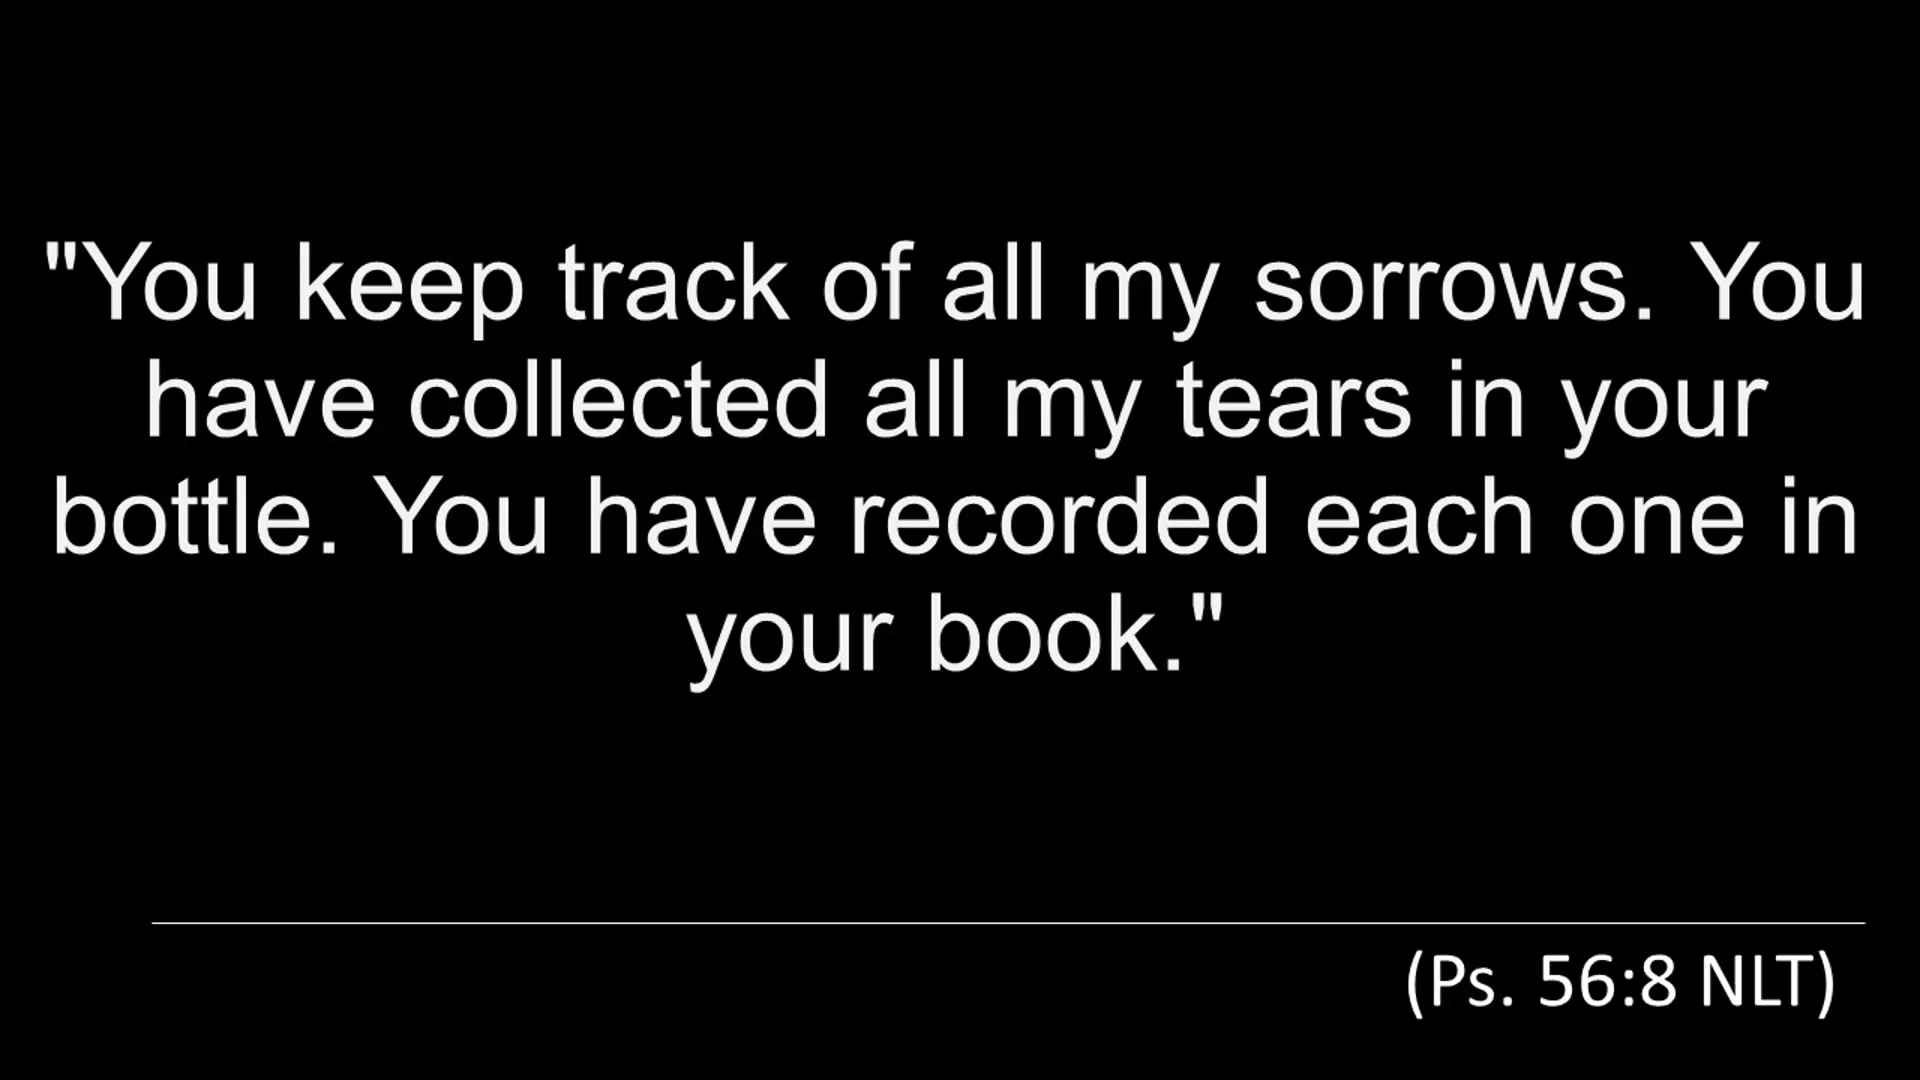 "You keep track of all my sorrows. You
have collected all my tears in your
bottle. You have recorded each one in
your book."
(Ps. 56:8 NLT)